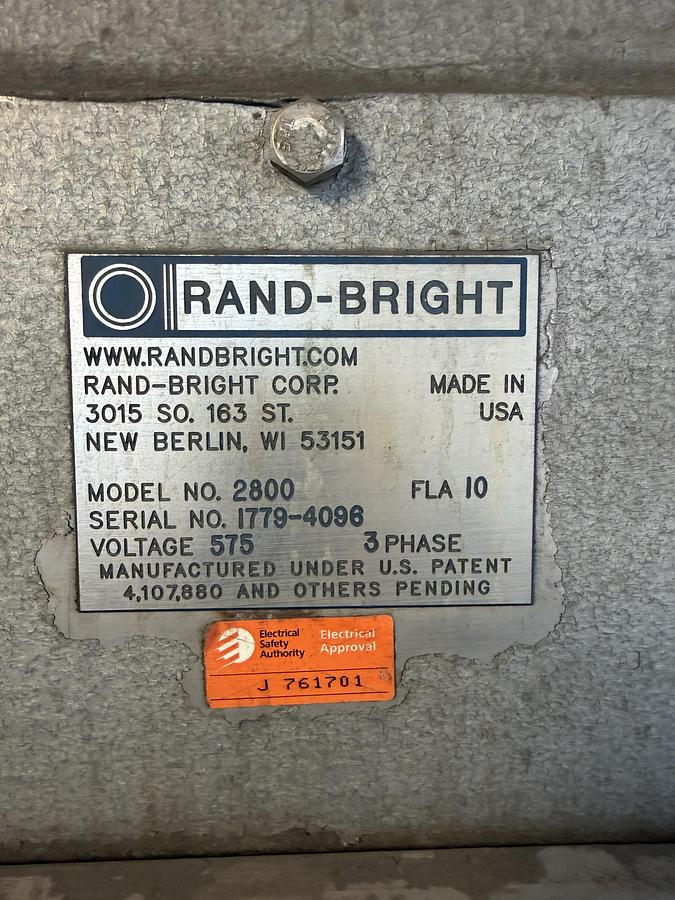 RAND-BRIGHT
WWW.RANDBRIGHT.COM
RAND-BRIGHT CORP. MADE IN
3015 SO. 163 ST. USA
NEW BERLIN, WI 53151
MODEL NO. 2800 FLA 10
SERIAL NO. 1779-4096
VOLTAGE 575 3 PHASE
MANUFACTURED UNDER U.S. PATENT
4,107,880 AND OTHERS PENDING
Electrical Safety Authority
Electrical Approval
J 761701